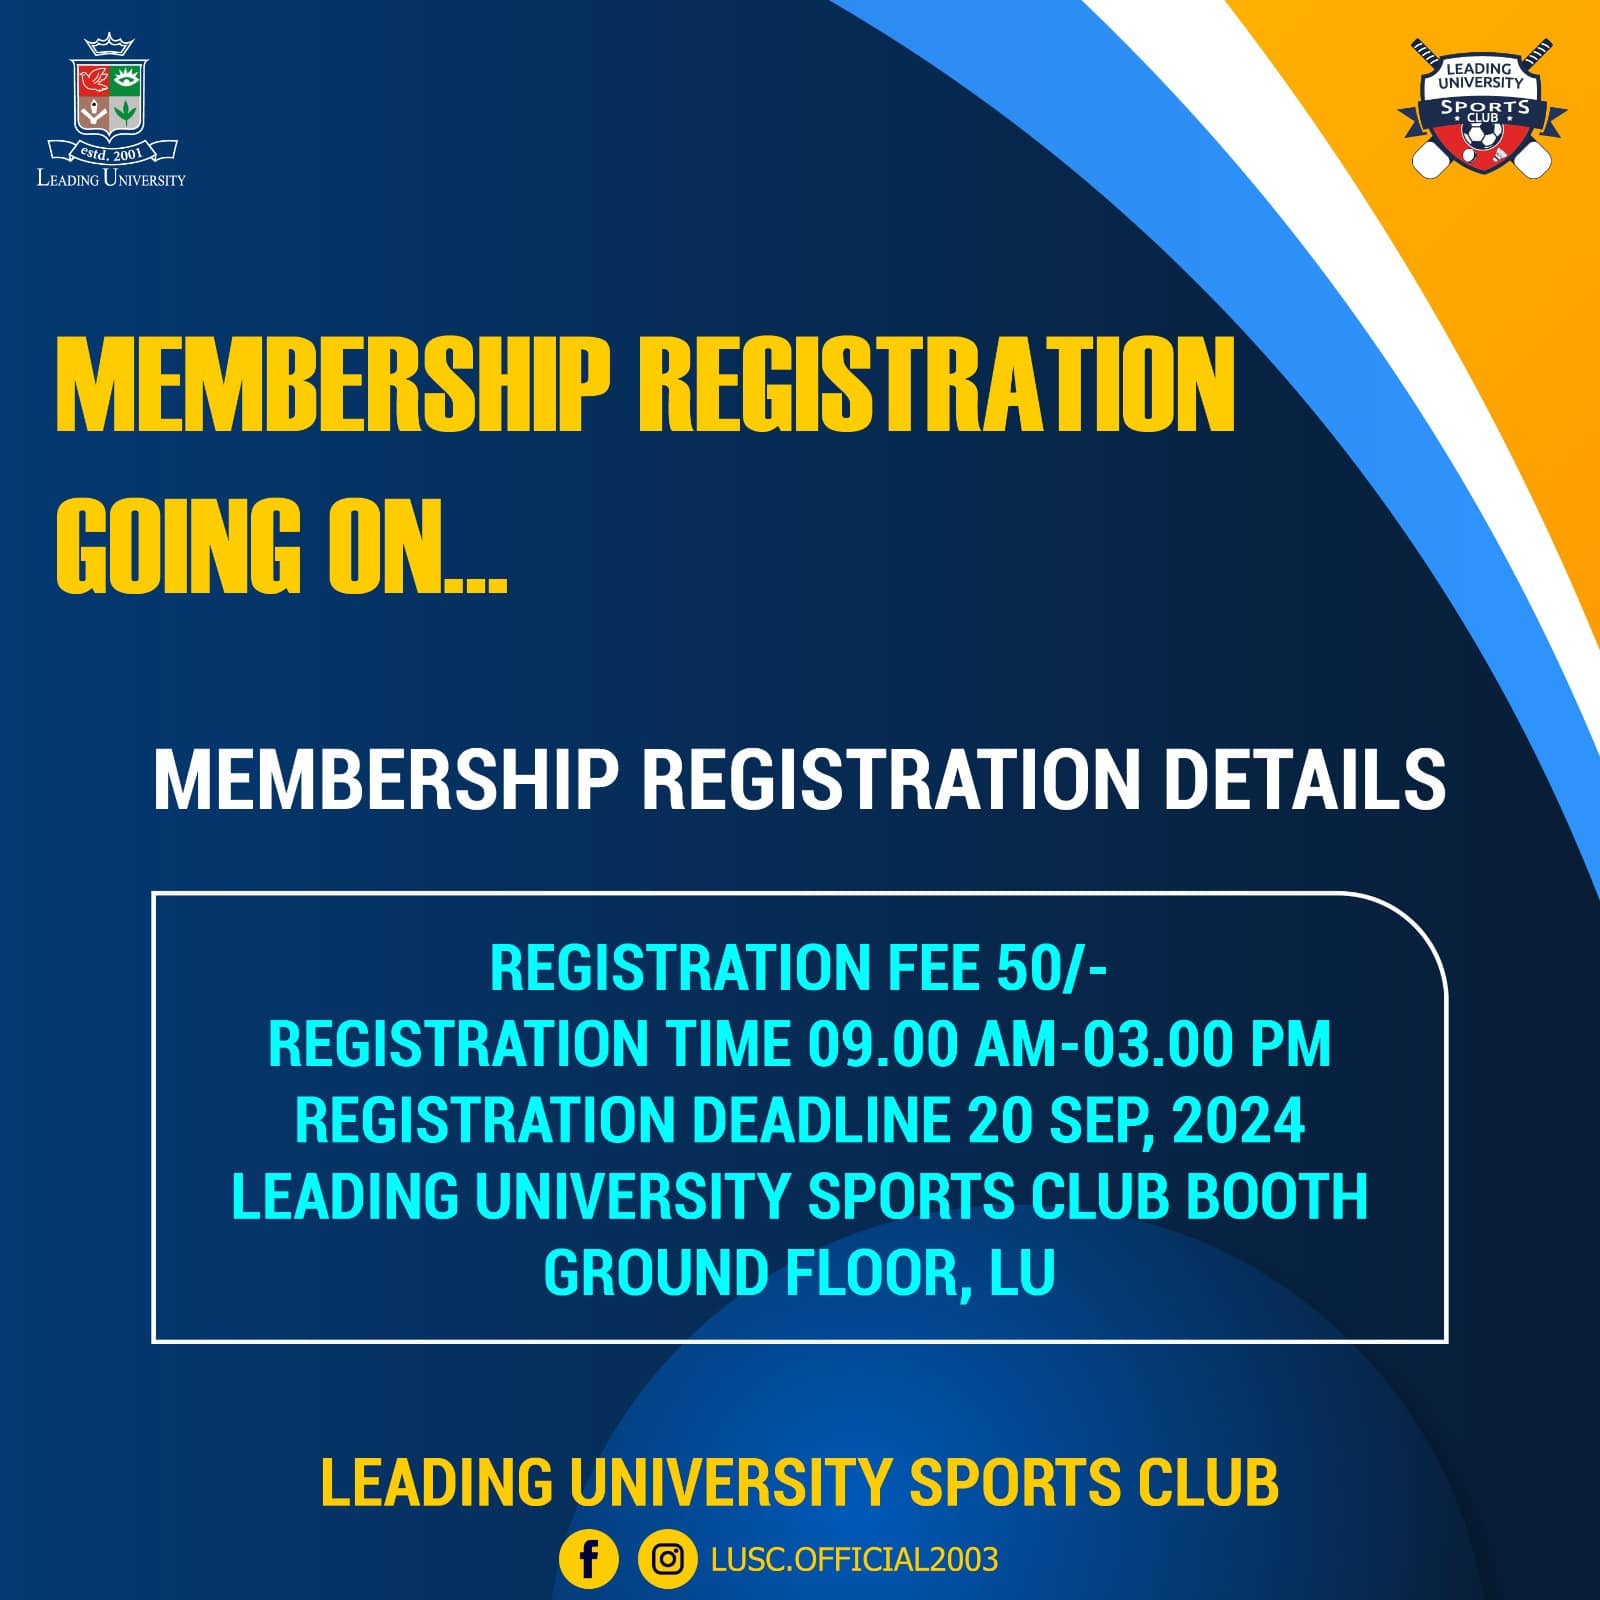 estd. 2001
LEADING UNIVERSITY
LEADING
UNIVERSITY
SPORTS
CLUB
MEMBERSHIP REGISTRATION
GOING ON...
MEMBERSHIP REGISTRATION DETAILS
REGISTRATION FEE 50/-
REGISTRATION TIME 09.00 AM-03.00 PM
REGISTRATION DEADLINE 20 SEP, 2024
LEADING UNIVERSITY SPORTS CLUB BOOTH
GROUND FLOOR, LU
LEADING UNIVERSITY SPORTS CLUB
LUSC.OFFICIAL2003